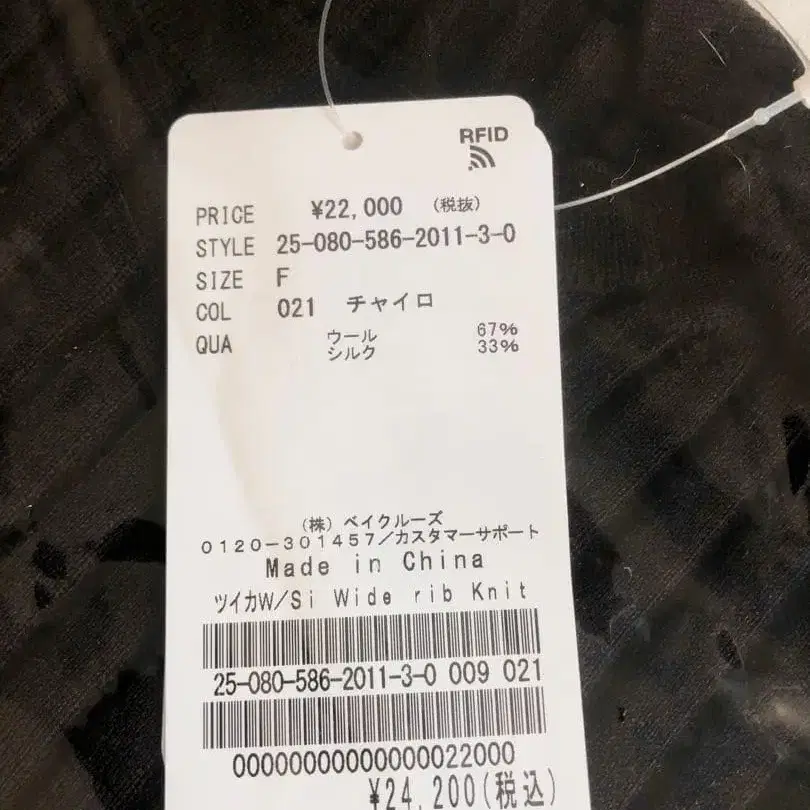 RFID
PRICE ¥22,000 (税抜)
STYLE 25-080-586-2011-3-0
SIZE F
COL 021 チャイロ
QUA ウール 67%
シルク 33%
(株)ベイクルーズ
0120-301457/カスタマーサポート
Made in China
ツイカW/Si Wide rib Knit
25-080-586-2011-3-0 009 021
00000000000000022000
¥24,200(税込)